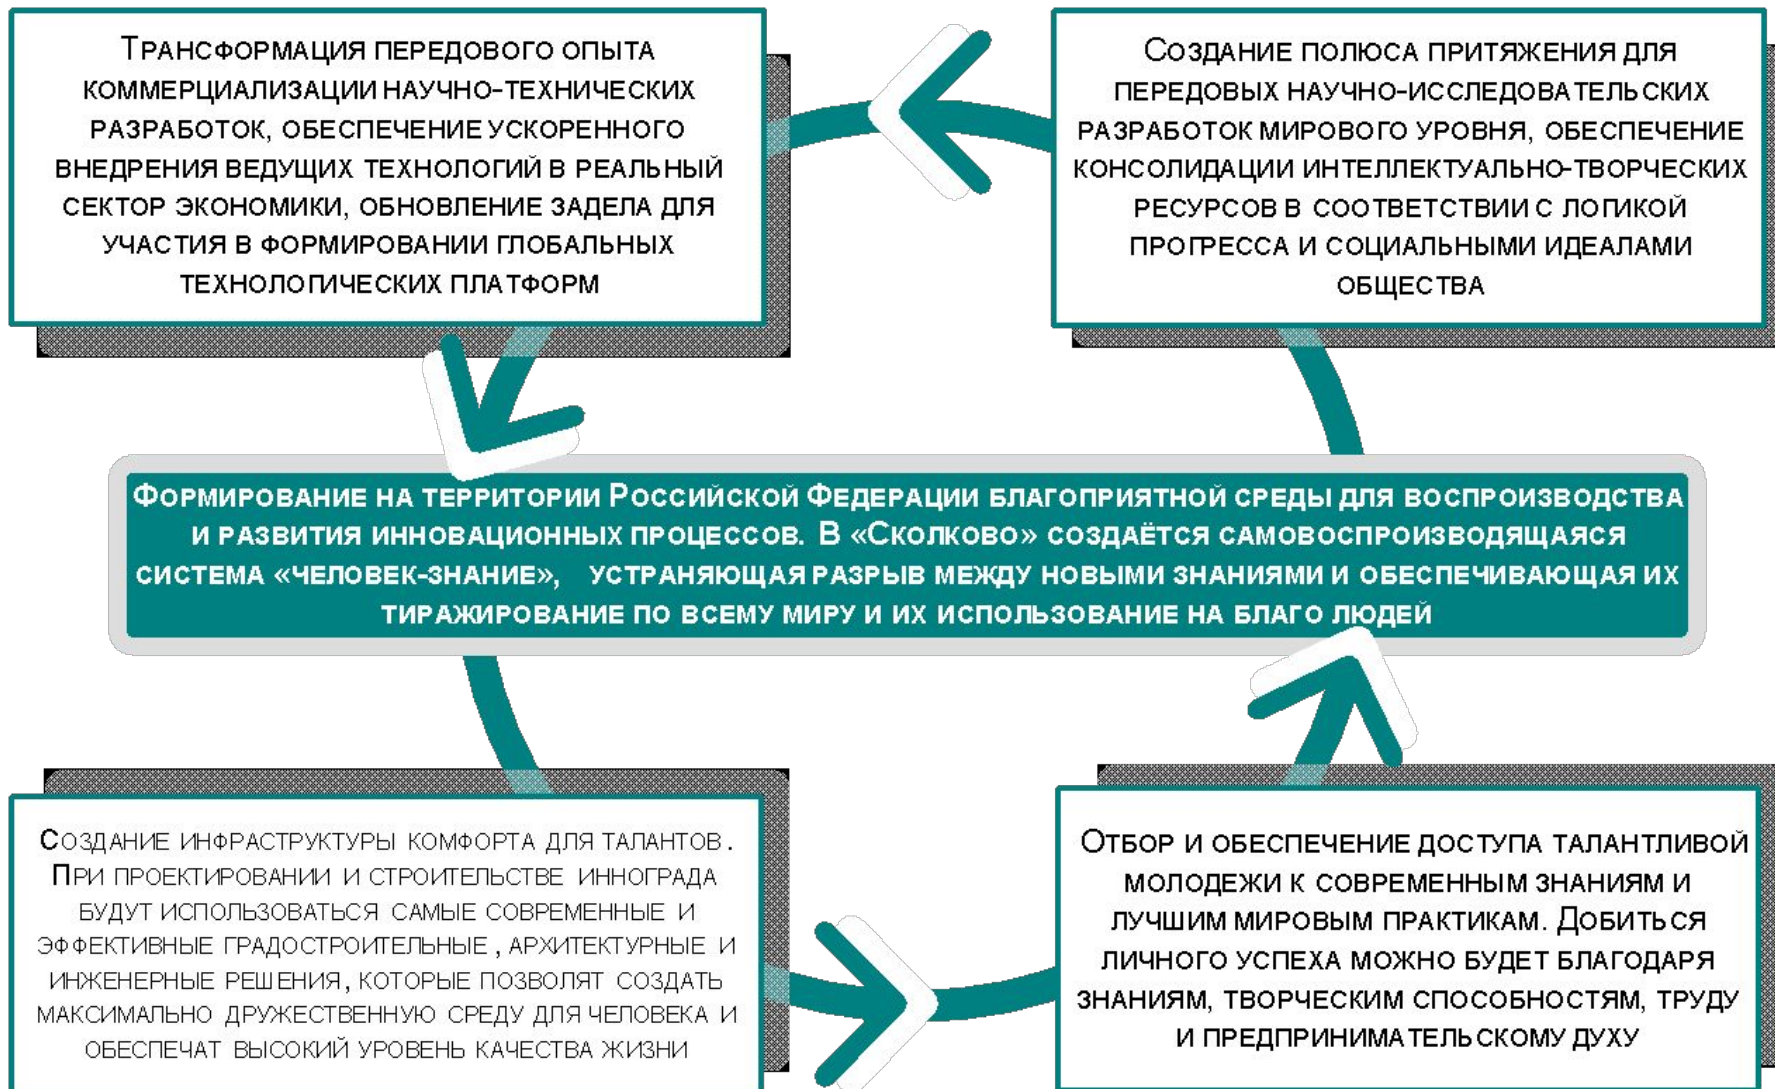 Трансформация передового опыта
коммерциализации научно-технических
разработок, обеспечение ускоренного
внедрения ведущих технологий в реальный
сектор экономики, обновление задела для
участия в формировании глобальных
технологических платформ
Создание полюса притяжения для
передовых научно-исследовательских
разработок мирового уровня, обеспечение
консолидации интеллектуально-творческих
ресурсов в соответствии с логикой
прогресса и социальными идеалами
общества
Формирование на территории Российской Федерации благоприятной среды для воспроизводства
и развития инновационных процессов. В «Сколково» создаётся самовоспроизводящаяся
система «человек-знание», устраняющая разрыв между новыми знаниями и обеспечивающая их
тиражирование по всему миру и их использование на благо людей
Создание инфраструктуры комфорта для талантов.
При проектировании и строительстве иннограда
будут использоваться самые современные и
эффективные градостроительные, архитектурные и
инженерные решения, которые позволят создать
максимально дружественную среду для человека и
обеспечат высокий уровень качества жизни
Отбор и обеспечение доступа талантливой
молодежи к современным знаниям и
лучшим мировым практикам. Добиться
личного успеха можно будет благодаря
знаниям, творческим способностям, труду
и предпринимательскому духу